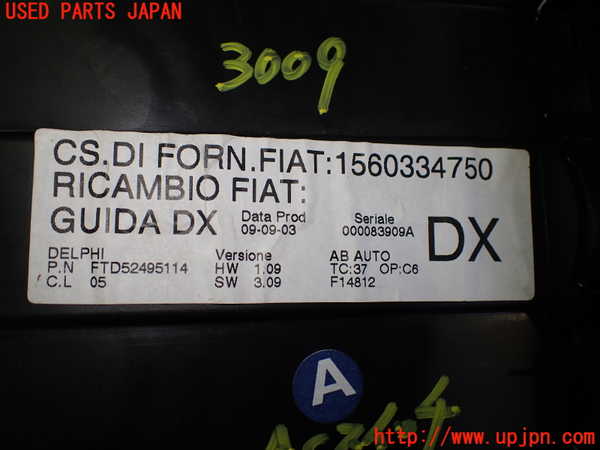 USED PARTS JAPAN
3009
CS.DI FORN.FIAT:1560334750
RICAMBIO FIAT:
GUIDA DX Data Prod 09-09-03 Seriale 000083909A DX
DELPHI Versione AB AUTO
P.N FTD52495114 HW 1.09 TC:37 OP:C6
C.L 05 SW 3.09 F14812
A
http://www.upjpn.com